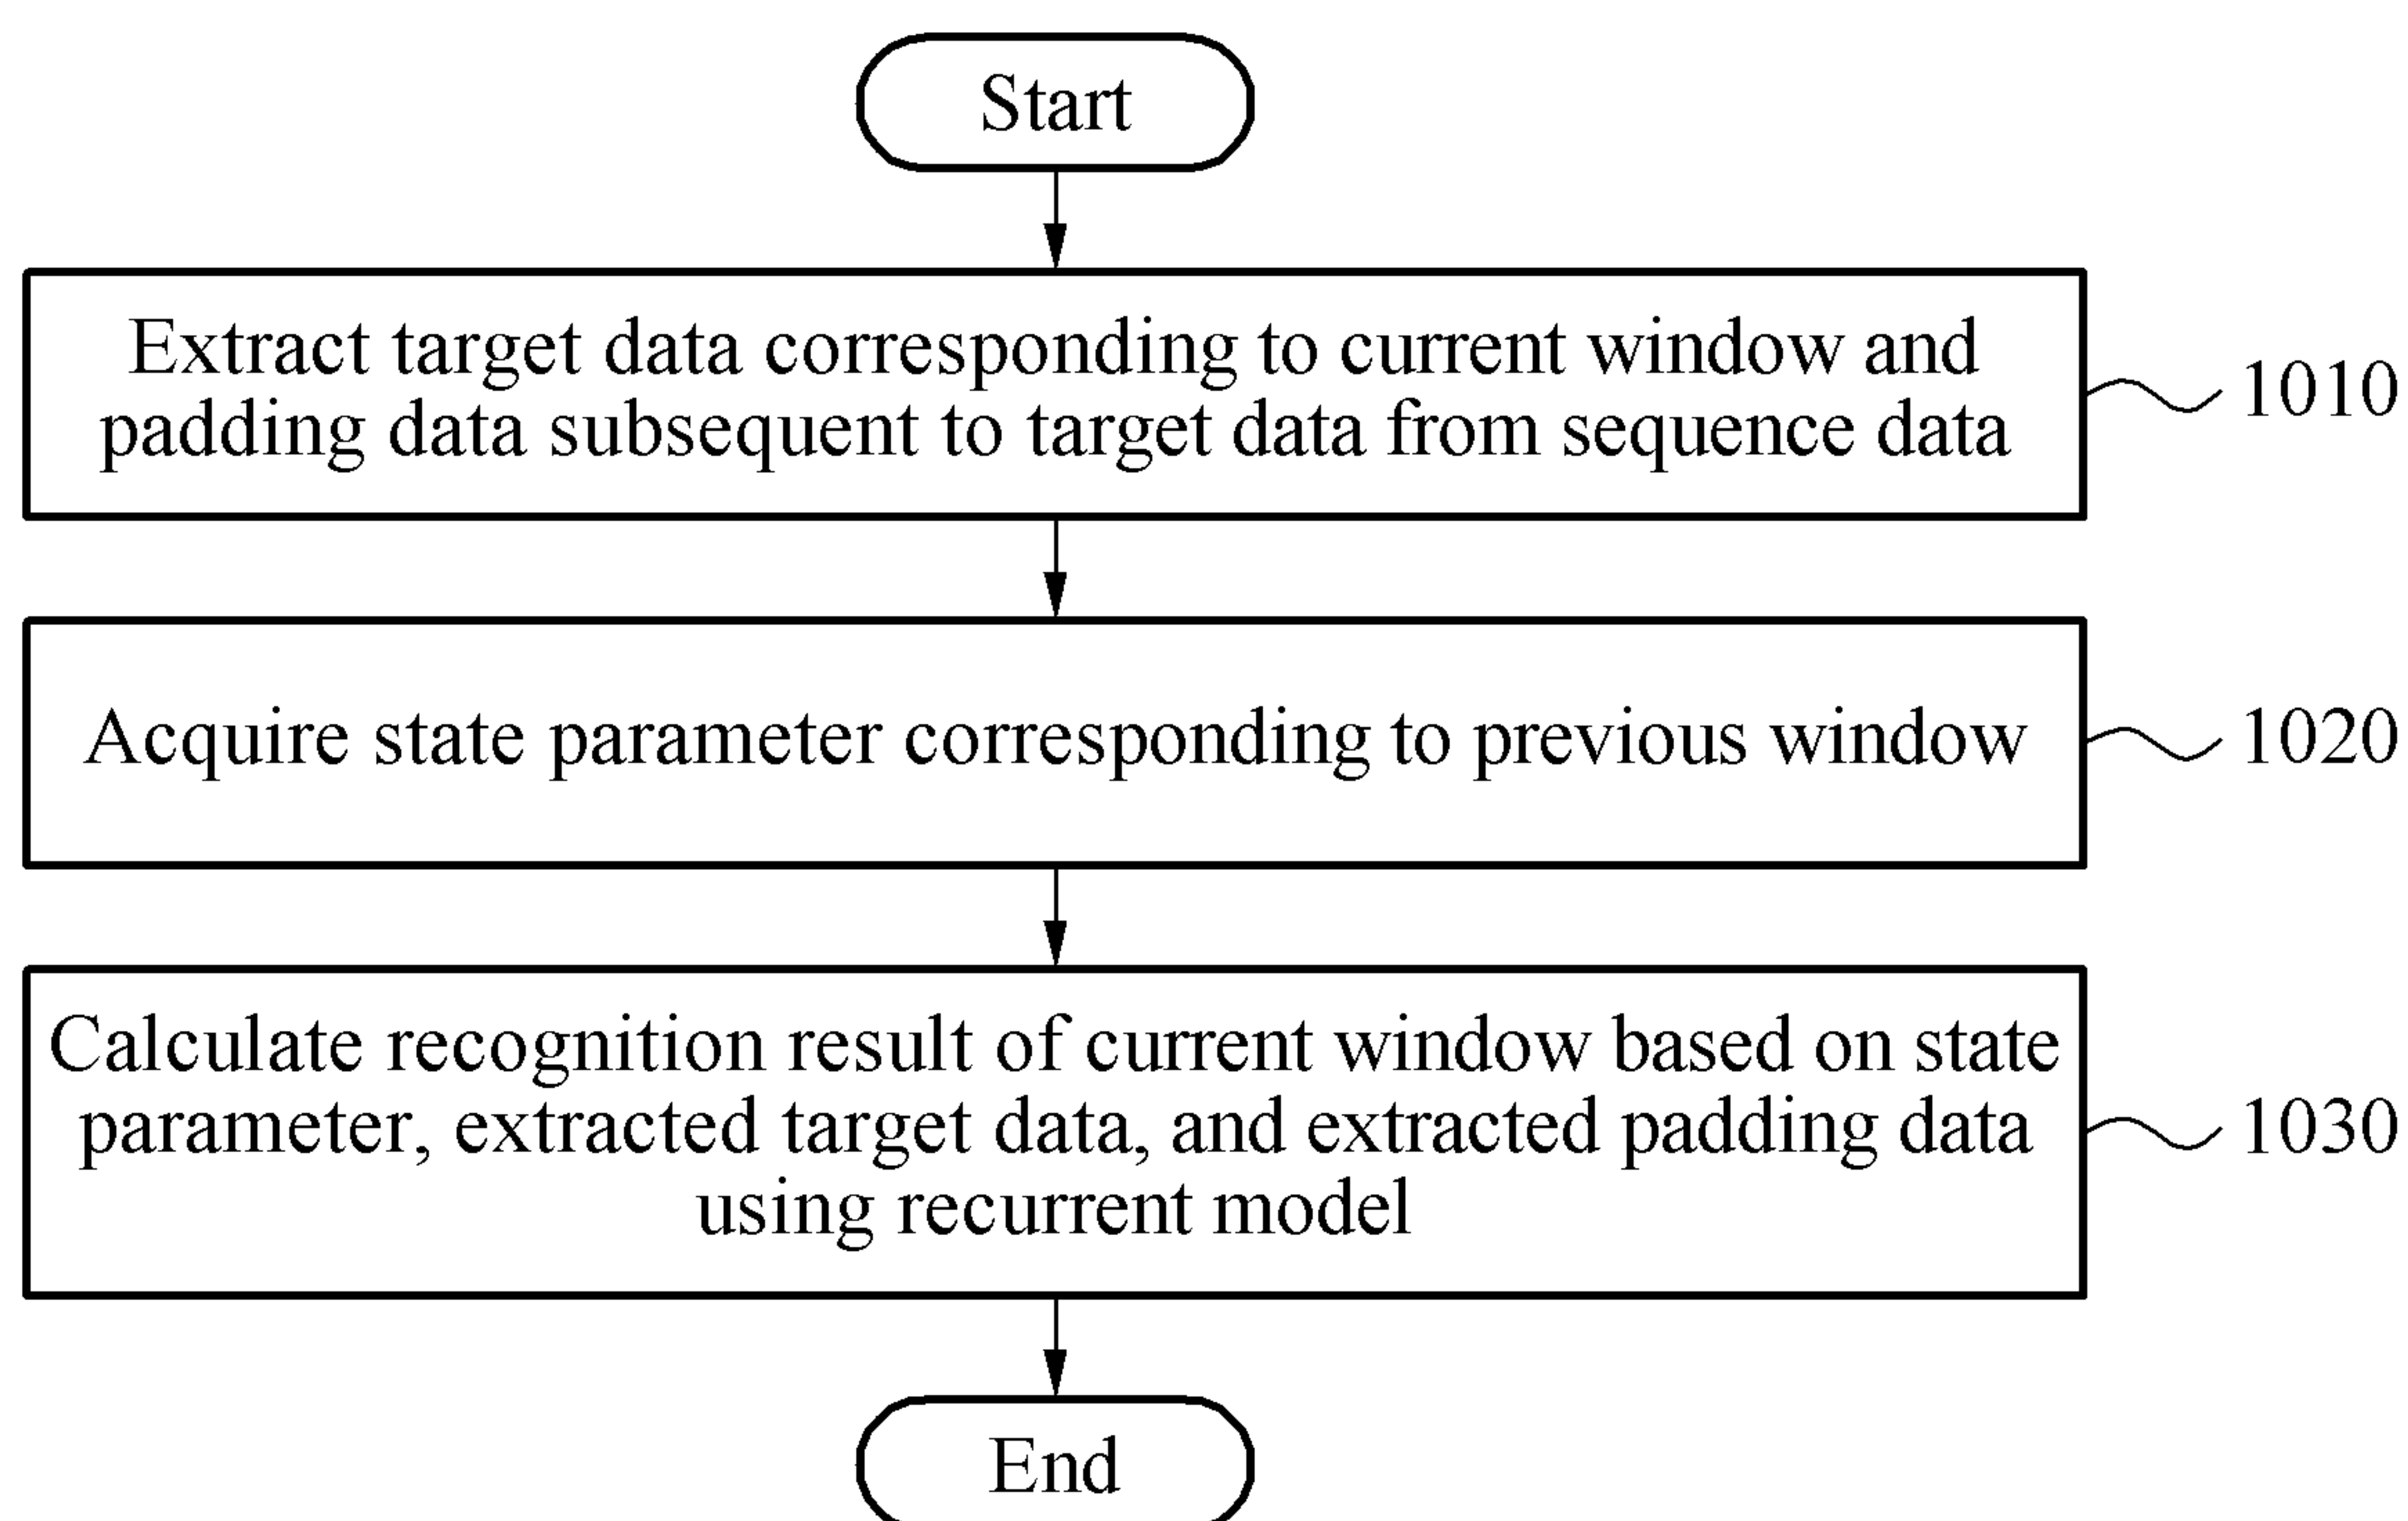 Start
Extract target data corresponding to current window and
padding data subsequent to target data from sequence data
1010
Acquire state parameter corresponding to previous window
1020
Calculate recognition result of current window based on state
parameter, extracted target data, and extracted padding data
using recurrent model
1030
End